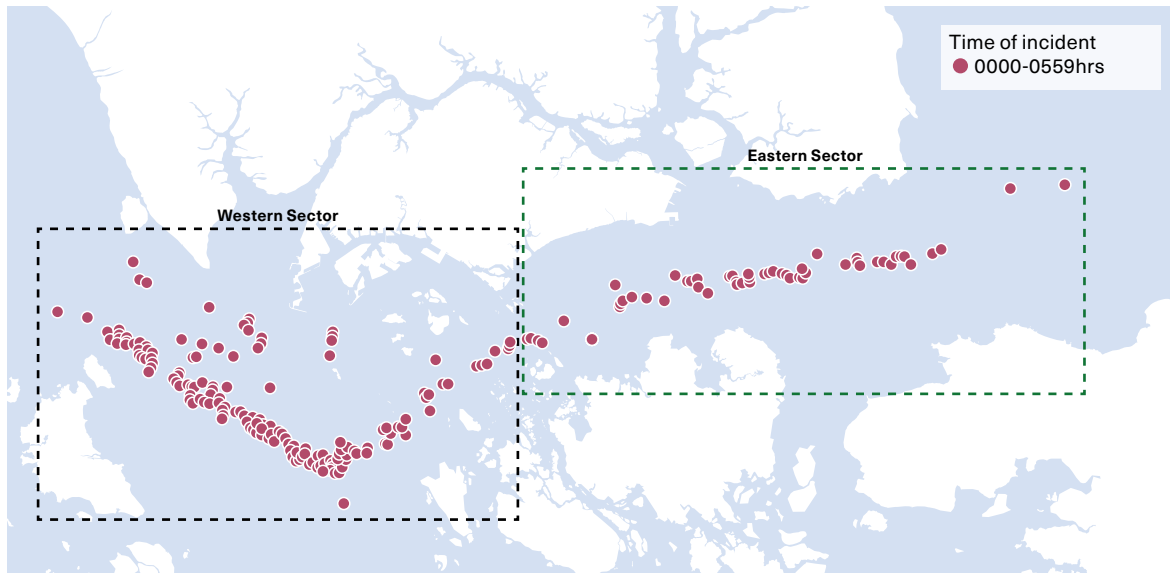 Time of incident
0000-0559hrs
Eastern Sector
Western Sector